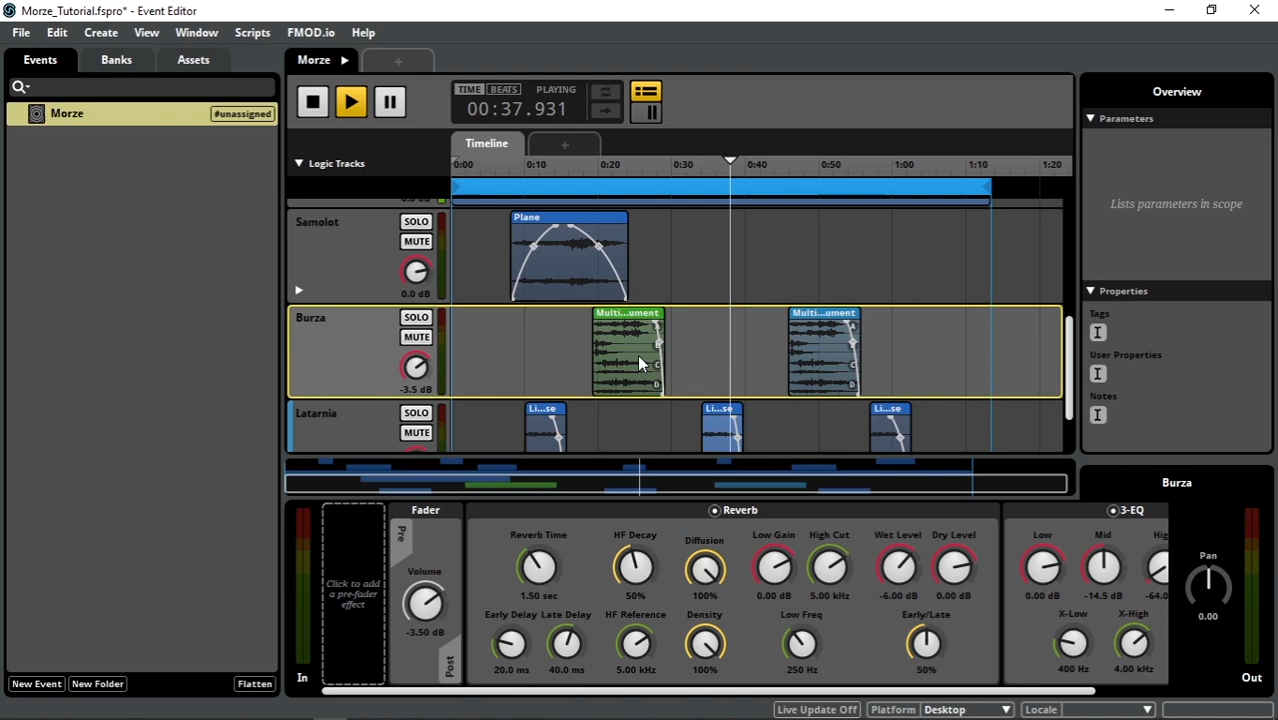 Morze_Tutorial.fspro* - Event Editor
File Edit Create View Window Scripts FMOD.io Help
Events Banks Assets
Morze
+
Morze #unassigned
TIME BEATS PLAYING
00:37.931
Timeline +
Logic Tracks
0:00 0:10 0:20 0:30 0:40 0:50 1:00 1:10 1:20
0.0 dB
Samolot SOLO MUTE 0.0 dB
Plane
Burza SOLO MUTE -3.5 dB
Multi...ument A B C D
Multi...ument A B C D
Latarnia SOLO MUTE
Li...se Li...se Li...se
Overview
Parameters
Lists parameters in scope
Properties
Tags
User Properties
Notes
Burza
In
Click to add
a pre-fader
effect
Fader
Pre
Volume
-3.50 dB
Post
Reverb
Reverb Time HF Decay Diffusion Low Gain High Cut Wet Level Dry Level
1.50 sec 50% 100% 0.00 dB 5.00 kHz -6.00 dB 0.00 dB
Early Delay Late Delay HF Reference Density Low Freq Early/Late
20.0 ms 40.0 ms 5.00 kHz 100% 250 Hz 50%
3-EQ
Low Mid Hig
0.00 dB -14.5 dB -64.0
X-Low X-High
400 Hz 4.00 kHz
Pan
0.00
Out
New Event New Folder Flatten
Live Update Off Platform Desktop Locale